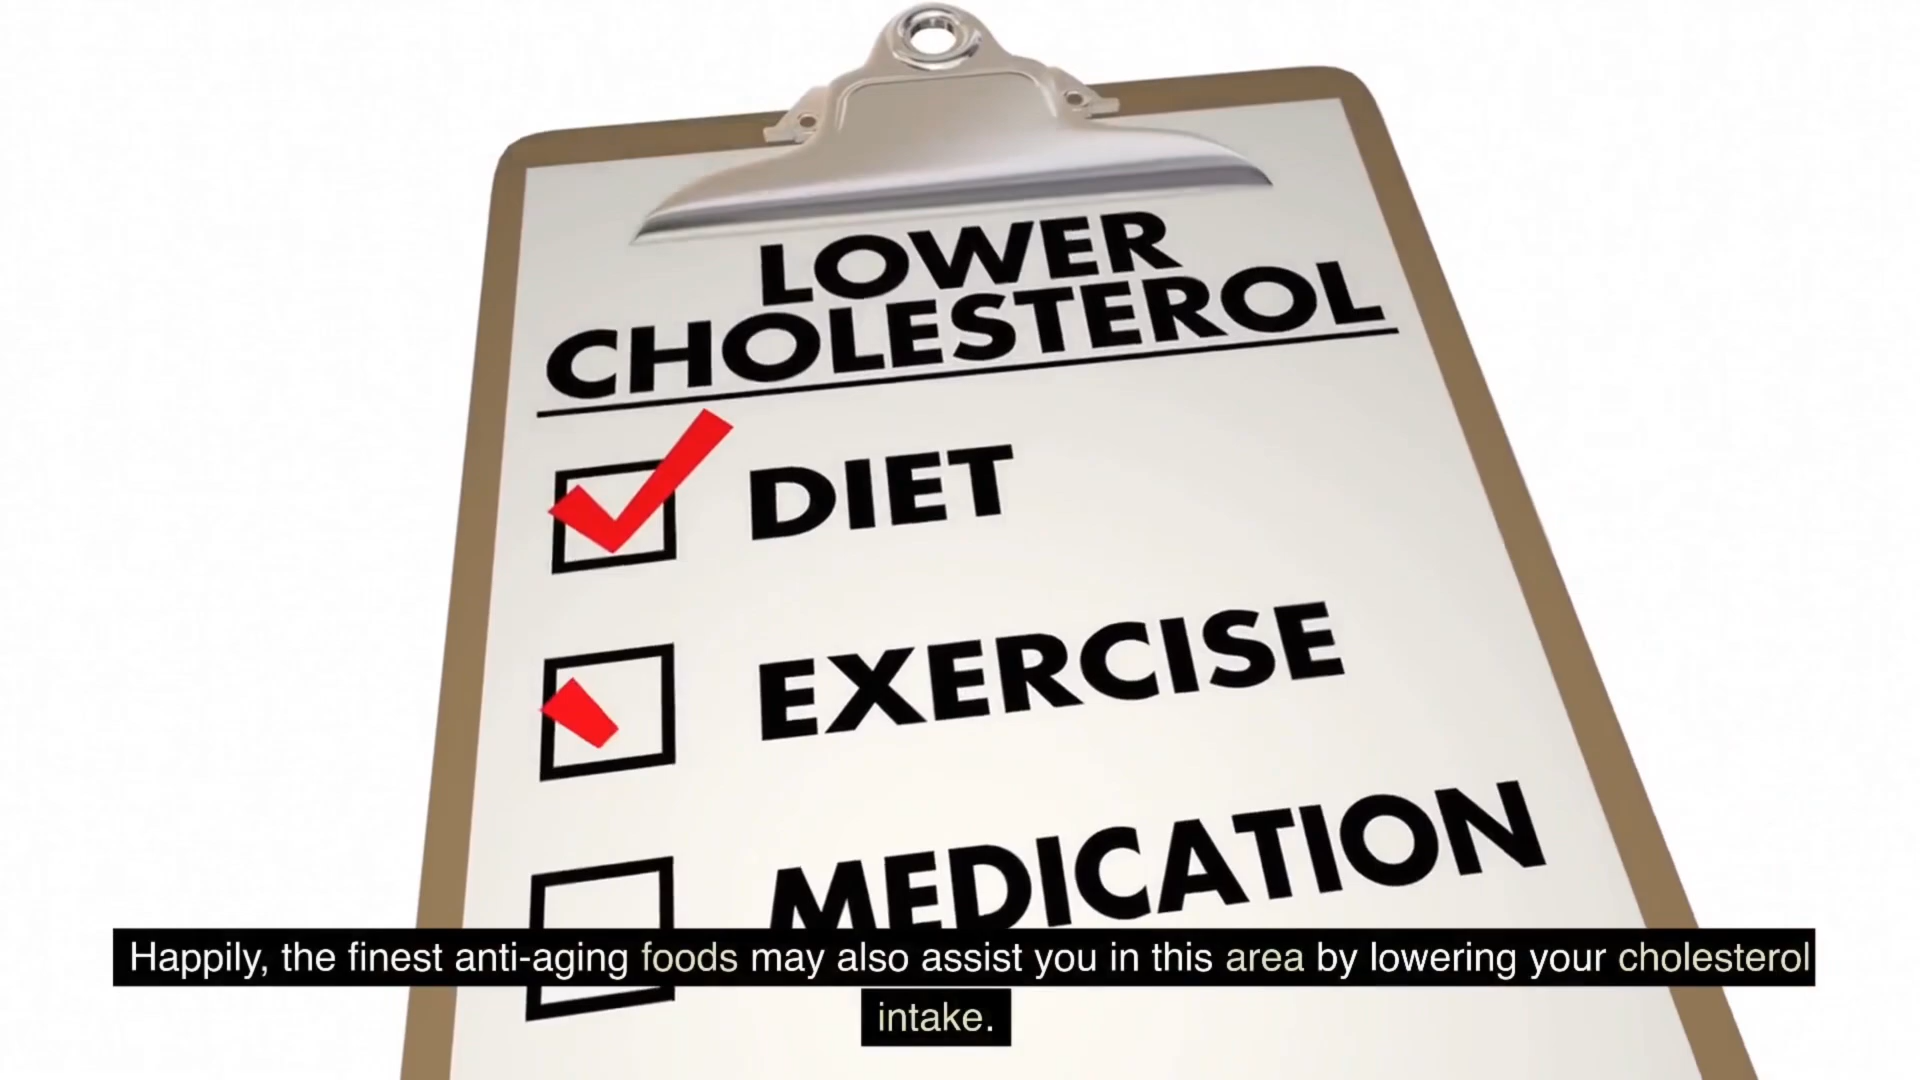 LOWER
CHOLESTEROL
DIET
EXERCISE
MEDICATION
Happily, the finest anti-aging foods may also assist you in this area by lowering your cholesterol
intake.